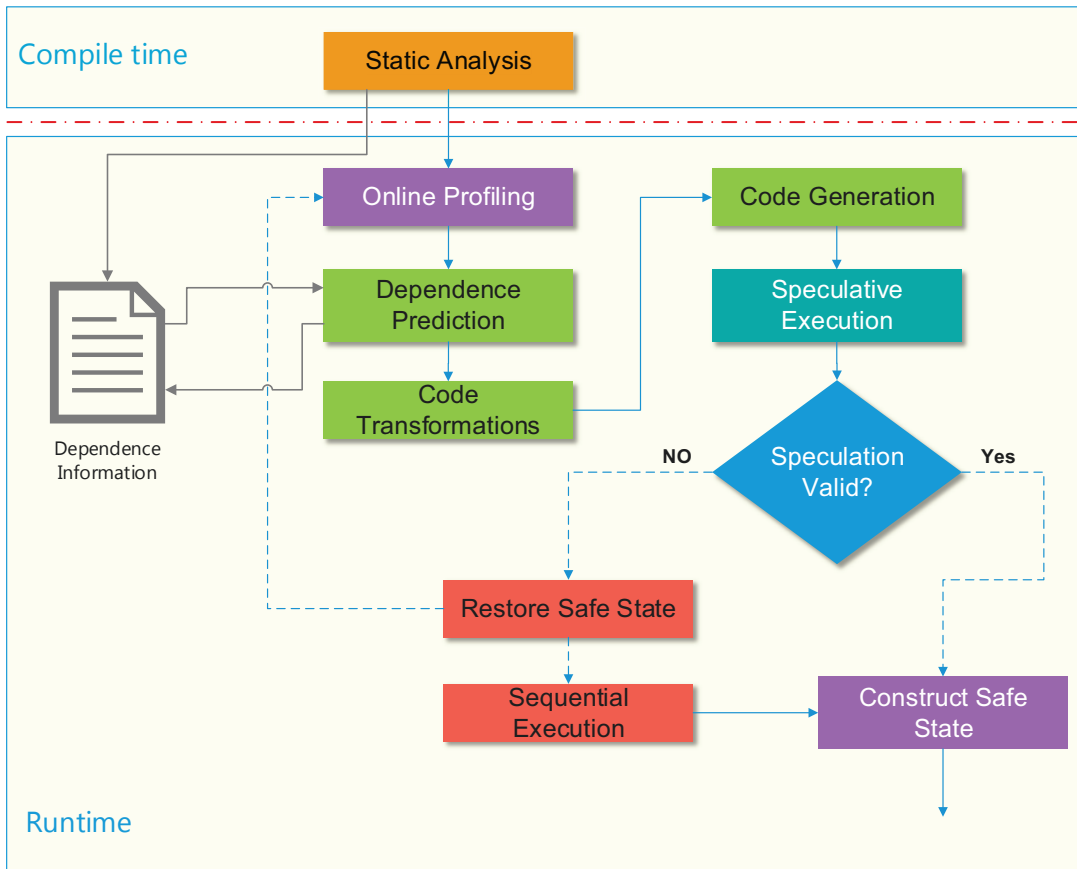 Compile time
Static Analysis
Online Profiling
Code Generation
Dependence
Prediction
Speculative
Execution
Code
Transformations
Dependence
Information
NO
Speculation
Valid?
Yes
Restore Safe State
Sequential
Execution
Construct Safe
State
Runtime